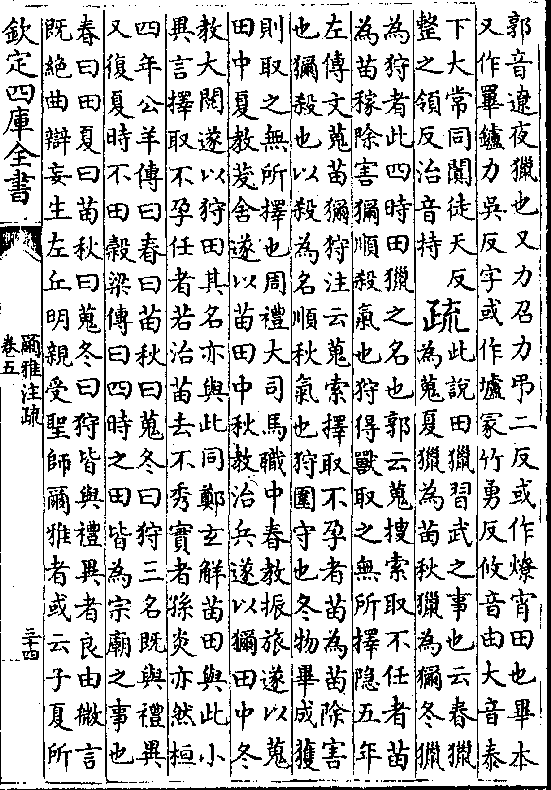 郭音遼夜獵也又力召力弔二反或作燎宵田也畢本
又作罼鑪力吳反字或作壚冡竹勇反攸音由大音泰
下大常同闐徒天反
整之領反治音持
疏
此說田獵習武之事也云春獵
為蒐夏獵為苗秋獵為獮冬獵
為狩者此四時田獵之名也郭云蒐搜索取不任者苗
為苗稼除害獮順殺氣也狩得獸取之無所擇隐五年
左傳文蒐苗獮狩注云蒐索擇取不孕者苗為苗除害
也獮殺也以殺為名順秋氣也狩圍守也冬物畢成獲
則取之無所擇也周禮大司馬職中春教振旅遂以蒐
田中夏教茇舍遂以苗田中秋教治兵遂以獮田中冬
教大閱遂以狩田其名亦與此同鄭玄解苗田與此小
異言擇取不孕任者若治苗去不秀實者孫炎亦然桓
四年公羊傳曰春曰苗秋曰蒐冬曰狩三名既與禮異
又復夏時不田榖梁傳曰四時之田皆為宗廟之事也
春曰田夏曰苗秋曰蒐冬曰狩皆與禮異者良由微言
既絕曲辯妄生左丘明親受聖師爾雅者或云子夏所
欽定四庫全書
爾雅注疏
卷五
三十四